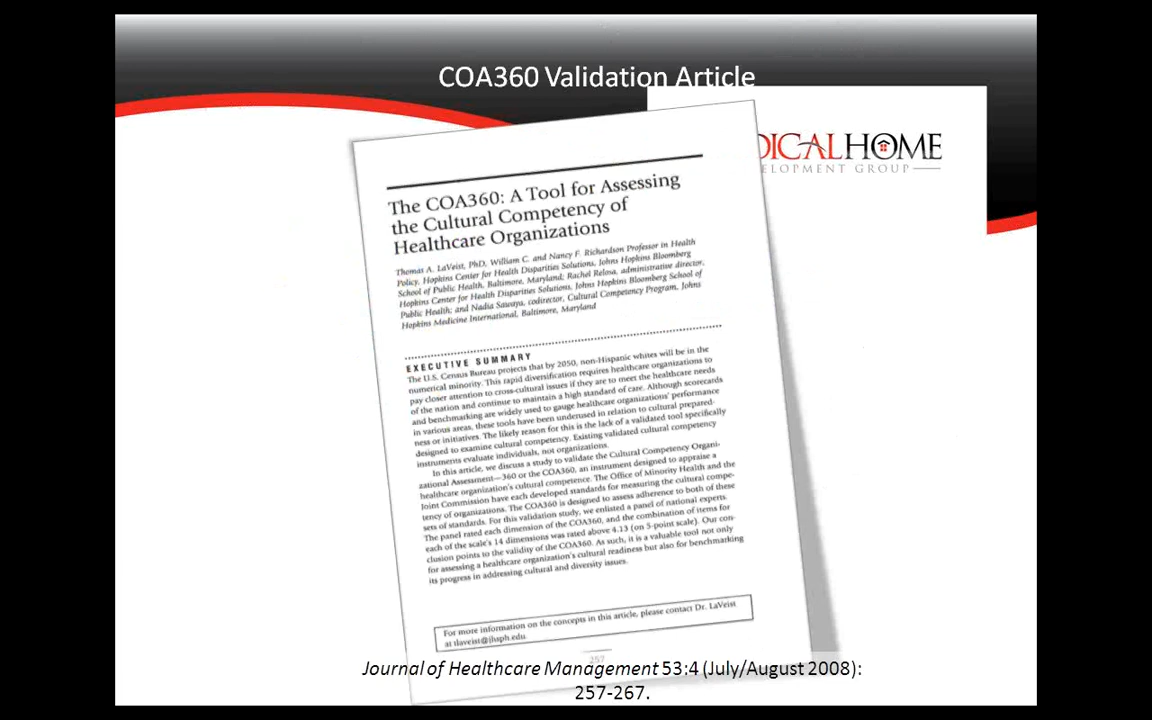 COA360 Validation Article
DICALHOME
ELOPMENT GROUP
The COA360: A Tool for Assessing
the Cultural Competency of
Healthcare Organizations
Thomas A. LaVeist, PhD, William C. and Nancy F. Richardson Professor in Health
Policy, Hopkins Center for Health Disparities Solutions, Johns Hopkins Bloomberg
School of Public Health, Baltimore, Maryland; Rachel Relosa, administrative director,
Hopkins Center for Health Disparities Solutions, Johns Hopkins Bloomberg School of
Public Health; and Nadia Sawaya, codirector, Cultural Competency Program, Johns
Hopkins Medicine International, Baltimore, Maryland
EXECUTIVE SUMMARY
The U.S. Census Bureau projects that by 2050, non-Hispanic whites will be in the
numerical minority. This rapid diversification requires healthcare organizations to
pay closer attention to cross-cultural issues if they are to meet the healthcare needs
of the nation and continue to maintain a high standard of care. Although scorecards
and benchmarking are widely used to gauge healthcare organizations' performance
in various areas, these tools have been underused in relation to cultural prepared-
ness or initiatives. The likely reason for this is the lack of a validated tool specifically
designed to examine cultural competency. Existing validated cultural competency
instruments evaluate individuals, not organizations.
In this article, we discuss a study to validate the Cultural Competency Organi-
zational Assessment—360 or the COA360, an instrument designed to appraise a
healthcare organization's cultural competence. The Office of Minority Health and the
Joint Commission have each developed standards for measuring the cultural compe-
tency of organizations. The COA360 is designed to assess adherence to both of these
sets of standards. For this validation study, we enlisted a panel of national experts.
The panel rated each dimension of the COA360, and the combination of items for
each of the scale's 14 dimensions was rated above 4.13 (on 5-point scale). Our con-
clusion points to the validity of the COA360. As such, it is a valuable tool not only
for assessing a healthcare organization's cultural readiness but also for benchmarking
its progress in addressing cultural and diversity issues.
For more information on the concepts in this article, please contact Dr. LaVeist
at tlaveist@jhsph.edu.
257
Journal of Healthcare Management 53:4 (July/August 2008):
257-267.